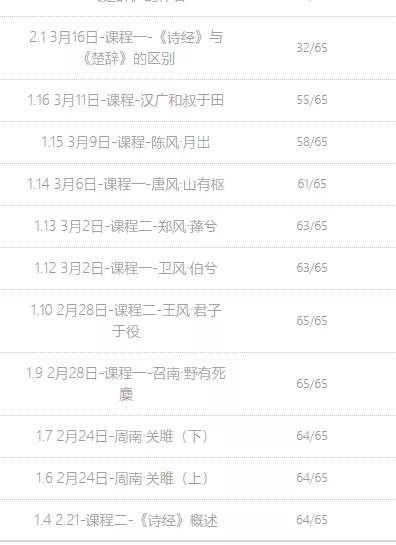 2.1 3月16日-课程一-《诗经》与
《楚辞》的区别
32/65
1.16 3月11日-课程-汉广和叔于田
55/65
1.15 3月9日-课程-陈风·月出
58/65
1.14 3月6日-课程一-唐风·山有枢
61/65
1.13 3月2日-课程二-郑风·萚兮
63/65
1.12 3月2日-课程一-卫风·伯兮
63/65
1.10 2月28日-课程二-王风·君子
于役
65/65
1.9 2月28日-课程一-召南·野有死
麇
65/65
1.7 2月24日-周南·关雎（下）
64/65
1.6 2月24日-周南·关雎（上）
64/65
1.4 2.21-课程二-《诗经》概述
64/65